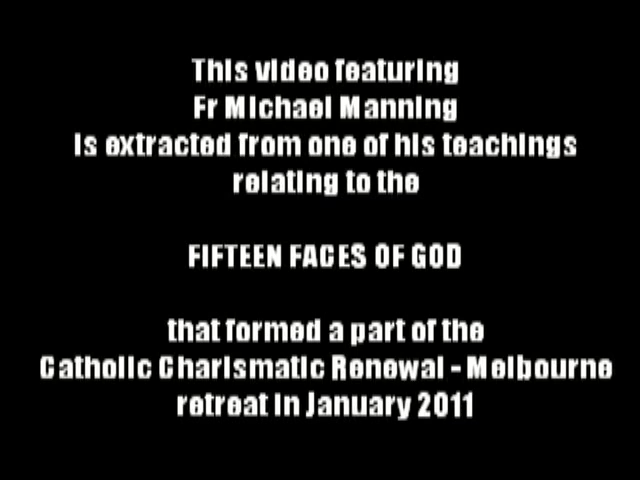 This video featuring
Fr Michael Manning
is extracted from one of his teachings
relating to the
FIFTEEN FACES OF GOD
that formed a part of the
Catholic Charismatic Renewal - Melbourne
retreat in January 2011